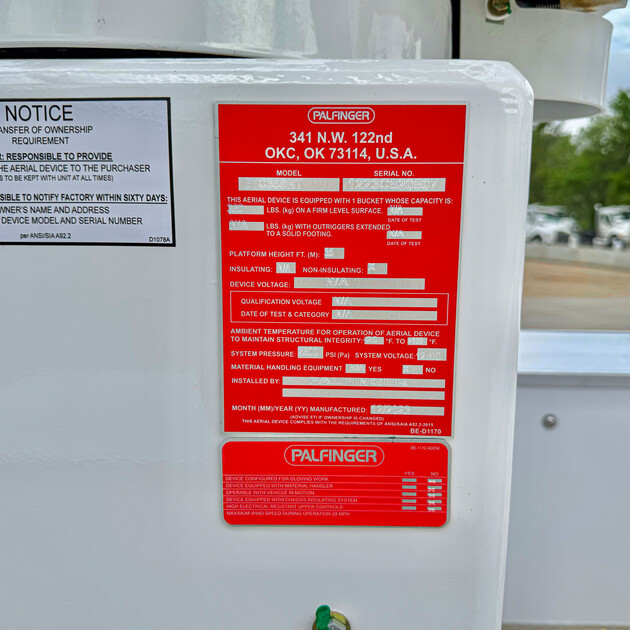 NOTICE
ANSFER OF OWNERSHIP
REQUIREMENT
R: RESPONSIBLE TO PROVIDE
HE AERIAL DEVICE TO THE PURCHASER
S TO BE KEPT WITH UNIT AT ALL TIMES)
SIBLE TO NOTIFY FACTORY WITHIN SIXTY DAYS:
WNER'S NAME AND ADDRESS
DEVICE MODEL AND SERIAL NUMBER
per ANSI/SIA A92.2
D1078A
PALFINGER
341 N.W. 122nd
OKC, OK 73114, U.S.A.
MODEL SERIAL NO.
THIS AERIAL DEVICE IS EQUIPPED WITH 1 BUCKET WHOSE CAPACITY IS:
LBS. (kg) ON A FIRM LEVEL SURFACE. N/A
DATE OF TEST
N/A LBS. (kg) WITH OUTRIGGERS EXTENDED
TO A SOLID FOOTING. N/A
DATE OF TEST
PLATFORM HEIGHT FT. (M):
INSULATING: N/A NON-INSULATING: X
DEVICE VOLTAGE: N/A
QUALIFICATION VOLTAGE N/A
DATE OF TEST & CATEGORY N/A
AMBIENT TEMPERATURE FOR OPERATION OF AERIAL DEVICE
TO MAINTAIN STRUCTURAL INTEGRITY: °F. TO °F.
SYSTEM PRESSURE: PSI (Pa) SYSTEM VOLTAGE:
MATERIAL HANDLING EQUIPMENT YES NO
INSTALLED BY:
MONTH (MM)/YEAR (YY) MANUFACTURED:
(ADVISE ETI IF OWNERSHIP IS CHANGED)
THIS AERIAL DEVICE COMPLIES WITH THE REQUIREMENTS OF ANSI/SAIA A92.2-2015
BE-D1170
PALFINGER
YES NO
DEVICE CONFIGURED FOR GLOVING WORK
DEVICE EQUIPPED WITH MATERIAL HANDLER
OPERABLE WITH VEHICLE IN MOTION
DEVICE EQUIPPED WITH CHASSIS INSULATING SYSTEM
HIGH ELECTRICAL RESISTANT UPPER CONTROLS
MAXIMUM WIND SPEED DURING OPERATION 28 MPH